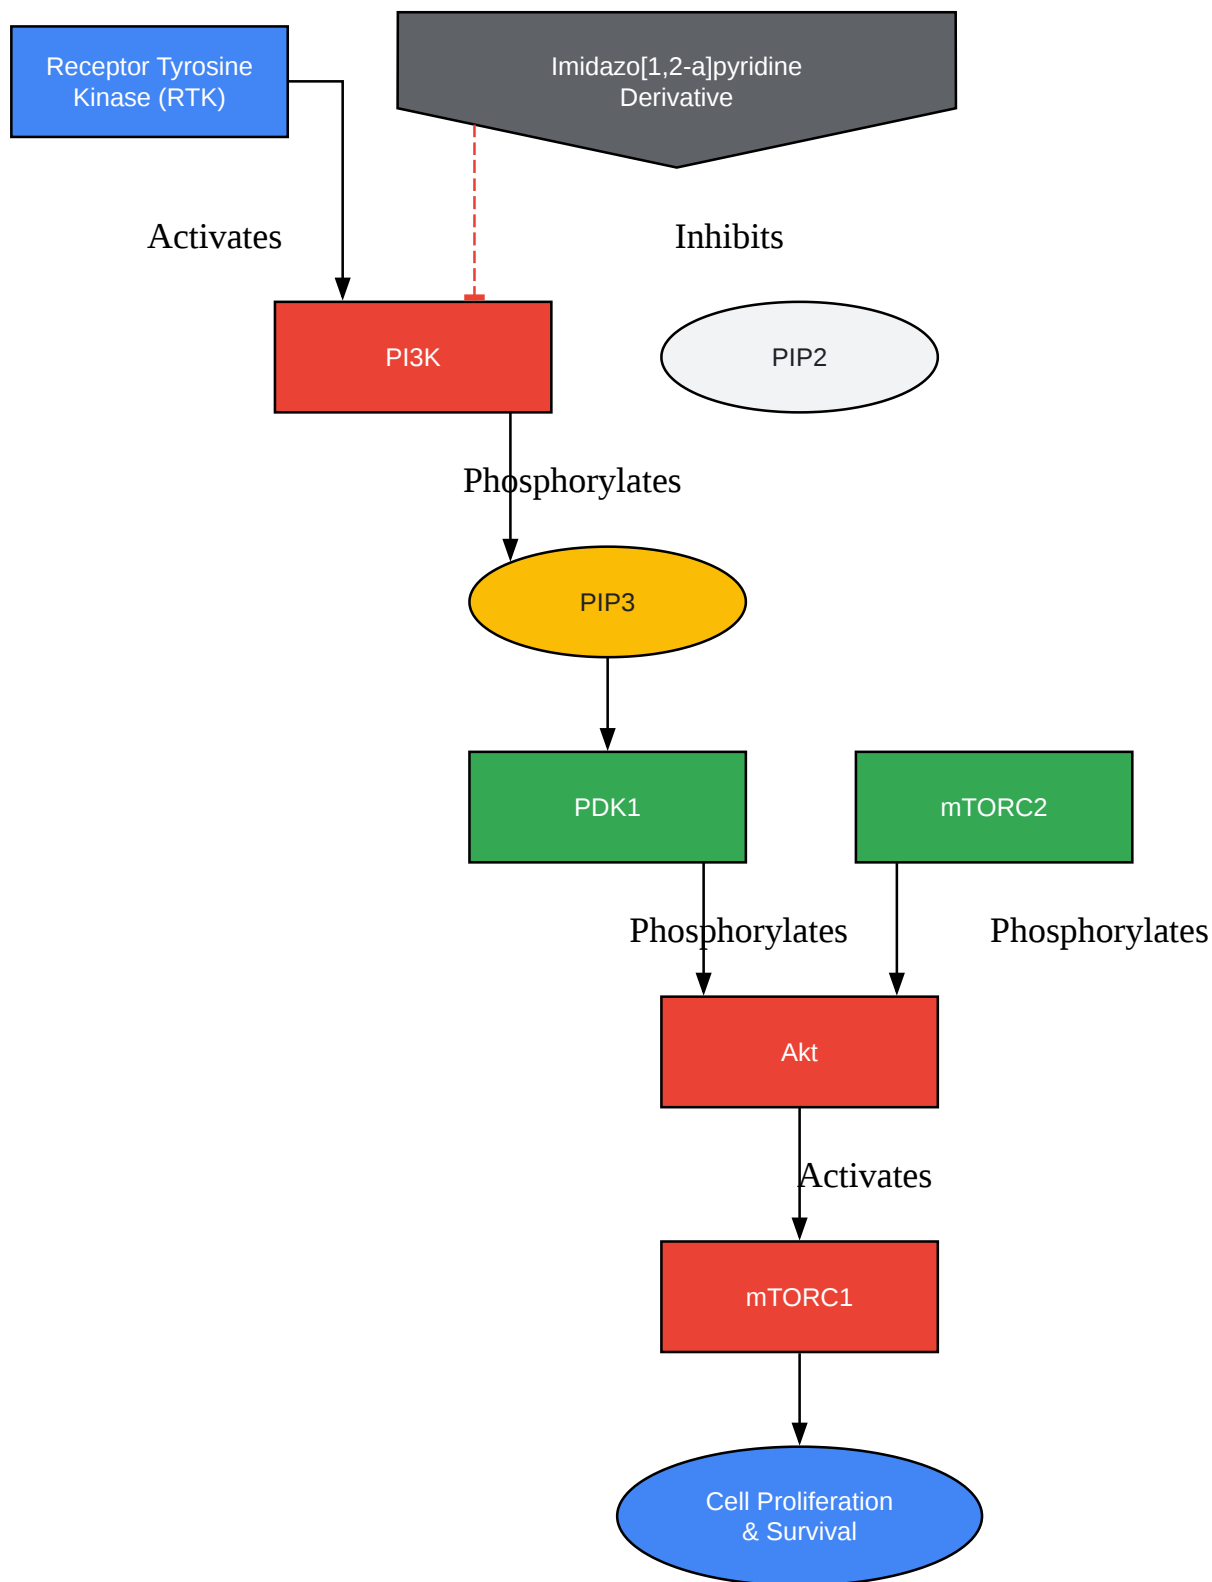 Receptor Tyrosine
Kinase (RTK)
Imidazo[1,2-a]pyridine
Derivative
Activates
Inhibits
PI3K
PIP2
Phosphorylates
PIP3
PDK1
mTORC2
Phosphorylates
Phosphorylates
Akt
Activates
mTORC1
Cell Proliferation
& Survival